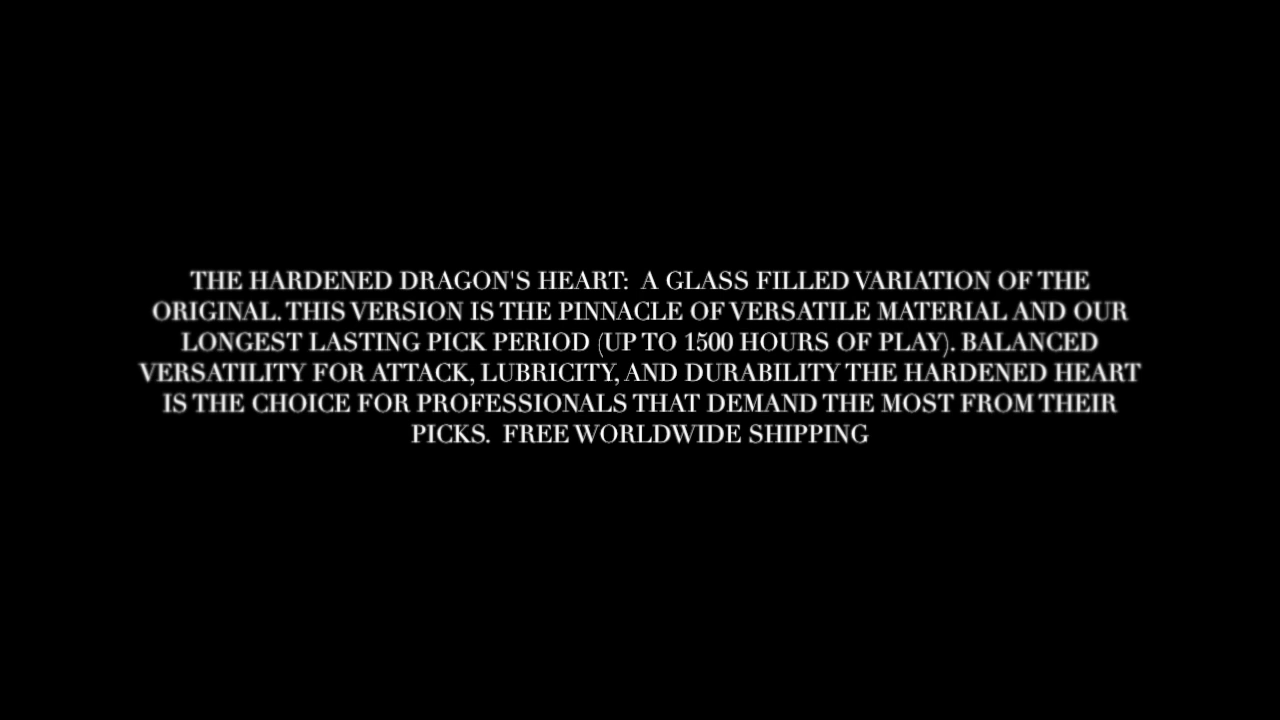 THE HARDENED DRAGON'S HEART:  A GLASS FILLED VARIATION OF THE
ORIGINAL. THIS VERSION IS THE PINNACLE OF VERSATILE MATERIAL AND OUR
LONGEST LASTING PICK PERIOD (UP TO 1500 HOURS OF PLAY). BALANCED
VERSATILITY FOR ATTACK, LUBRICITY, AND DURABILITY THE HARDENED HEART
IS THE CHOICE FOR PROFESSIONALS THAT DEMAND THE MOST FROM THEIR
PICKS.  FREE WORLDWIDE SHIPPING